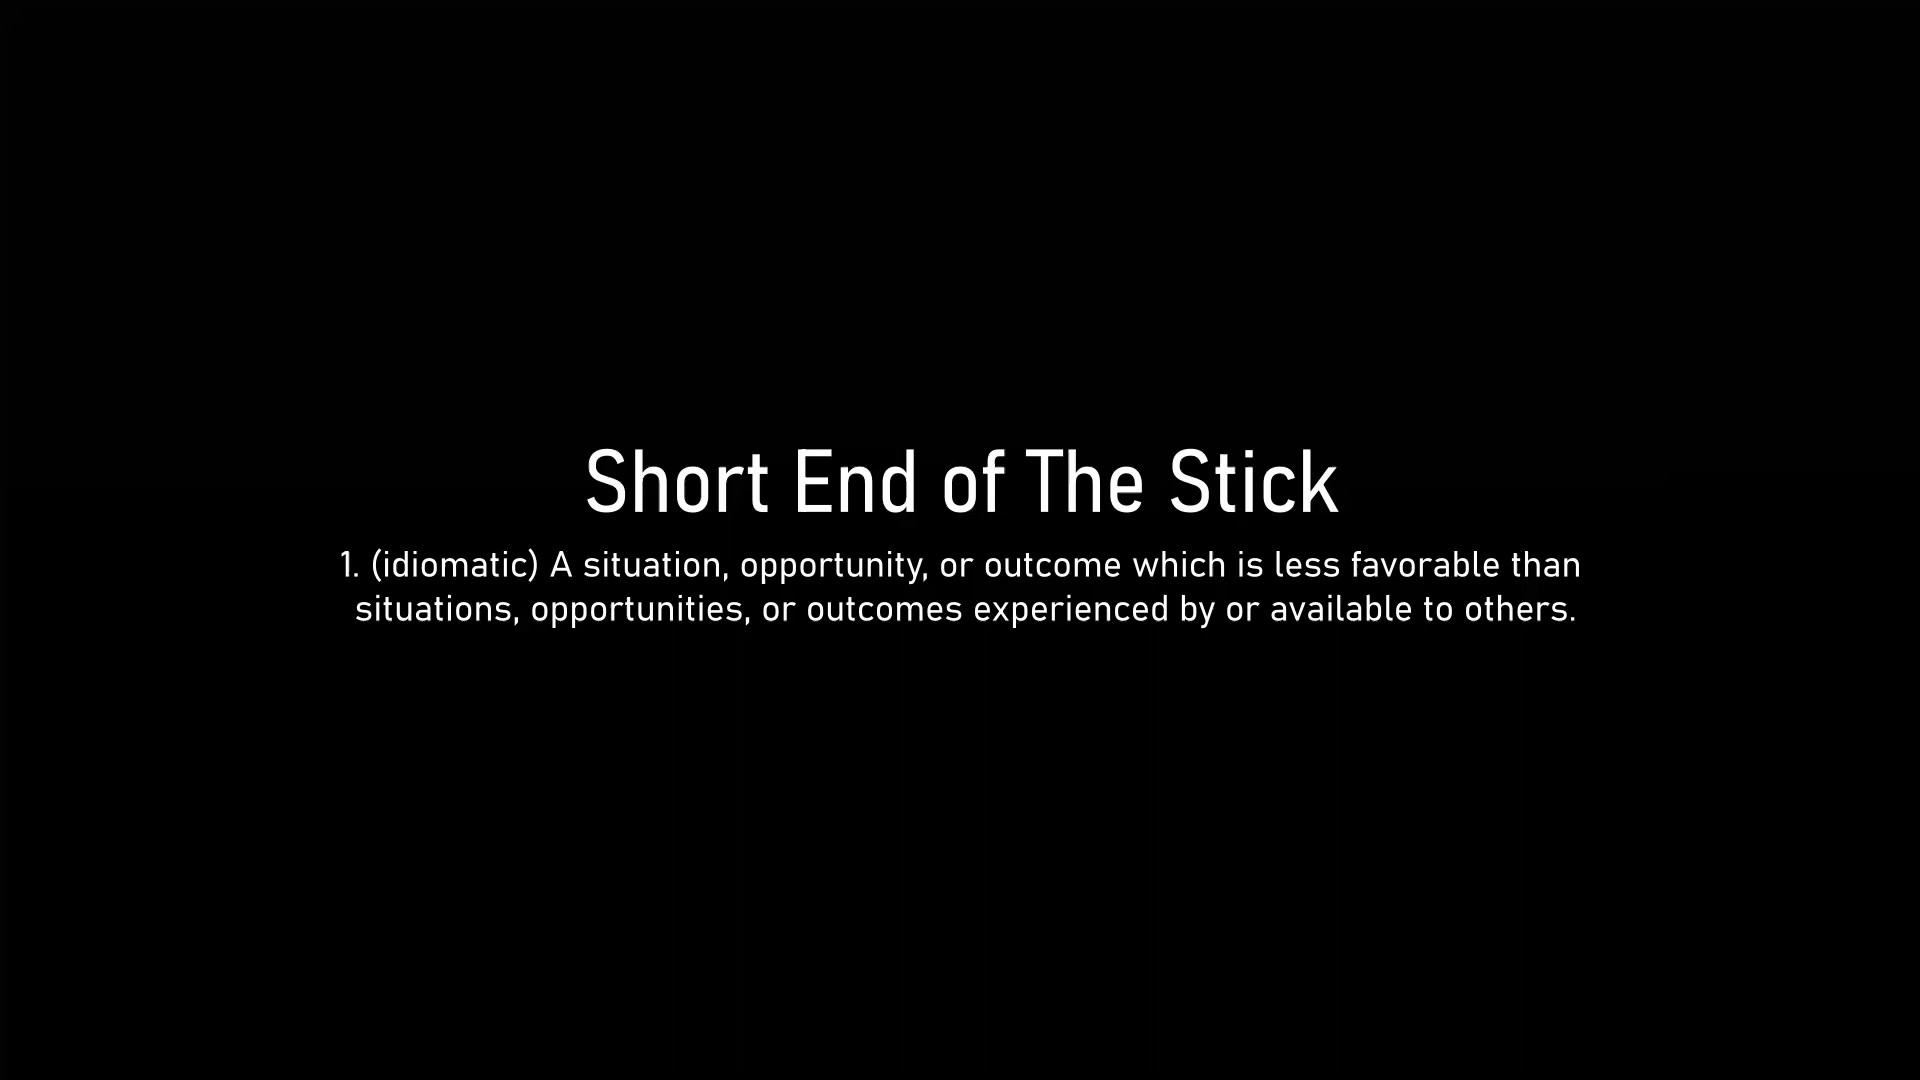 Short End of The Stick
1. (idiomatic) A situation, opportunity, or outcome which is less favorable than
situations, opportunities, or outcomes experienced by or available to others.